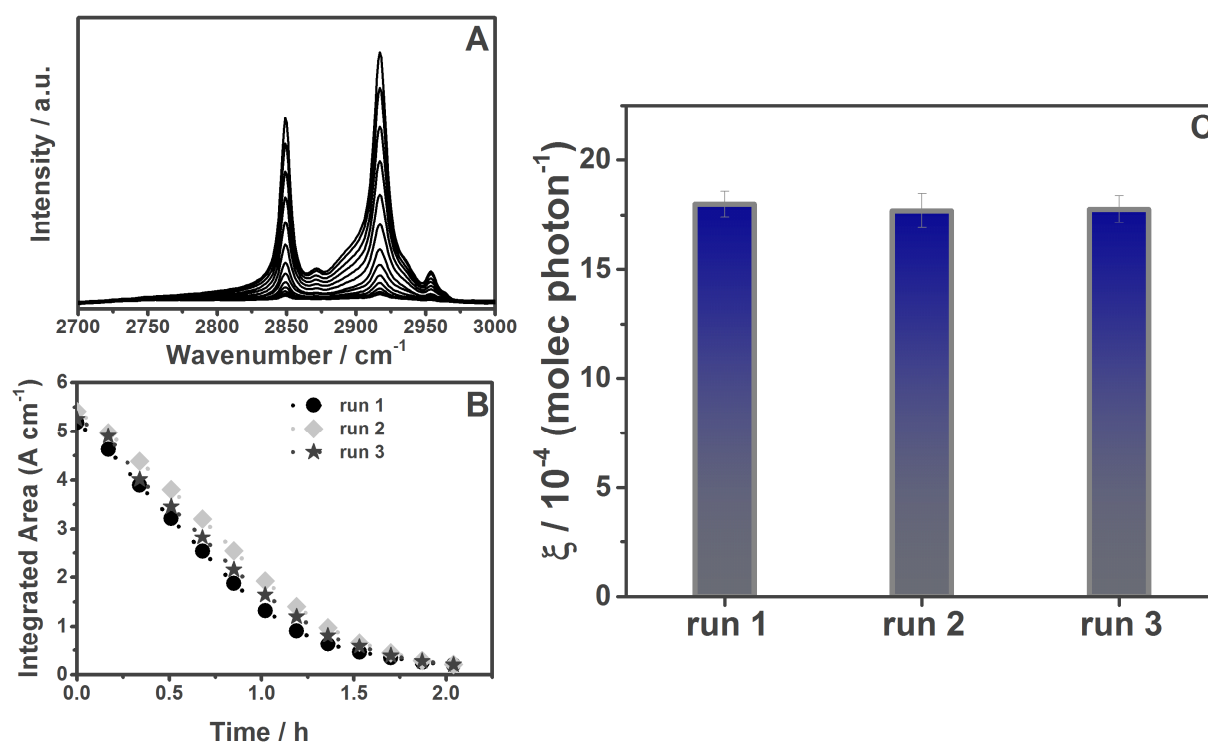 A
Intensity / a.u.
2700 2750 2800 2850 2900 2950 3000
Wavenumber / cm⁻¹
B
Integrated Area (A cm⁻¹)
6
5
4
3
2
1
0
run 1
run 2
run 3
0.0 0.5 1.0 1.5 2.0
Time / h
C
ξ / 10⁻⁴ (molec photon⁻¹)
20
15
10
5
0
run 1 run 2 run 3